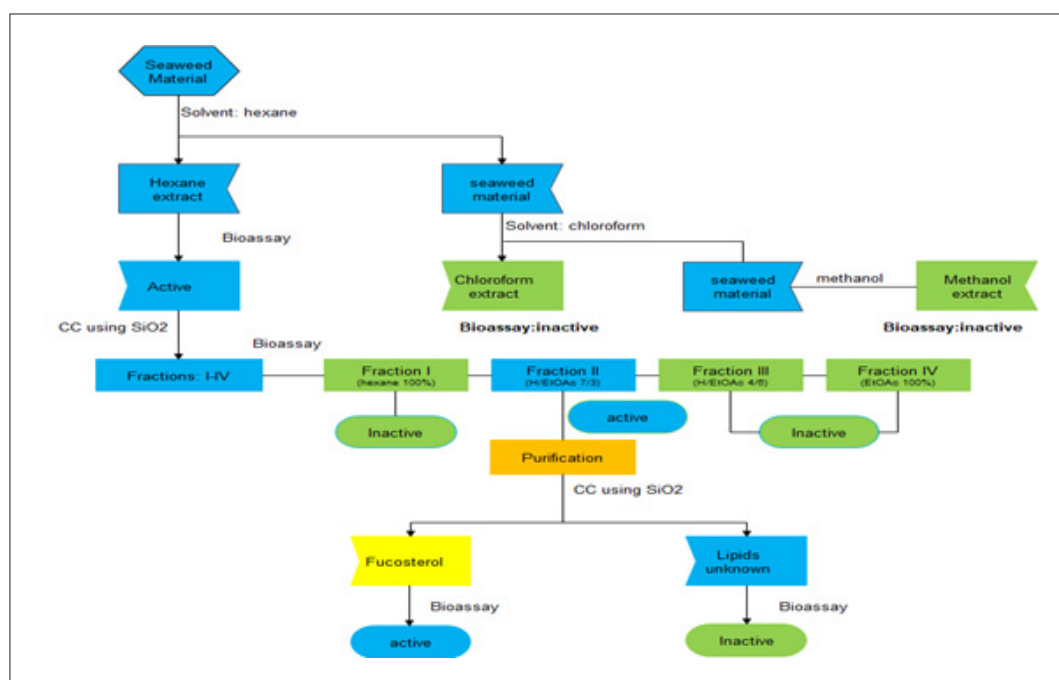 Seaweed
Material
Solvent: hexane
Hexane
extract
seaweed
material
Bioassay
Solvent: chloroform
Active
Chloroform
extract
seaweed
material
methanol
Methanol
extract
CC using SiO2
Bioassay:inactive
Bioassay:inactive
Bioassay
Fractions: I-IV
Fraction I
(hexane 100%)
Fraction II
(H/EtOAc 7/3)
Fraction III
(H/EtOAc 4/6)
Fraction IV
(EtOAc 100%)
Inactive
active
Inactive
Purification
CC using SiO2
Fucosterol
Lipids
unknown
Bioassay
Bioassay
active
Inactive